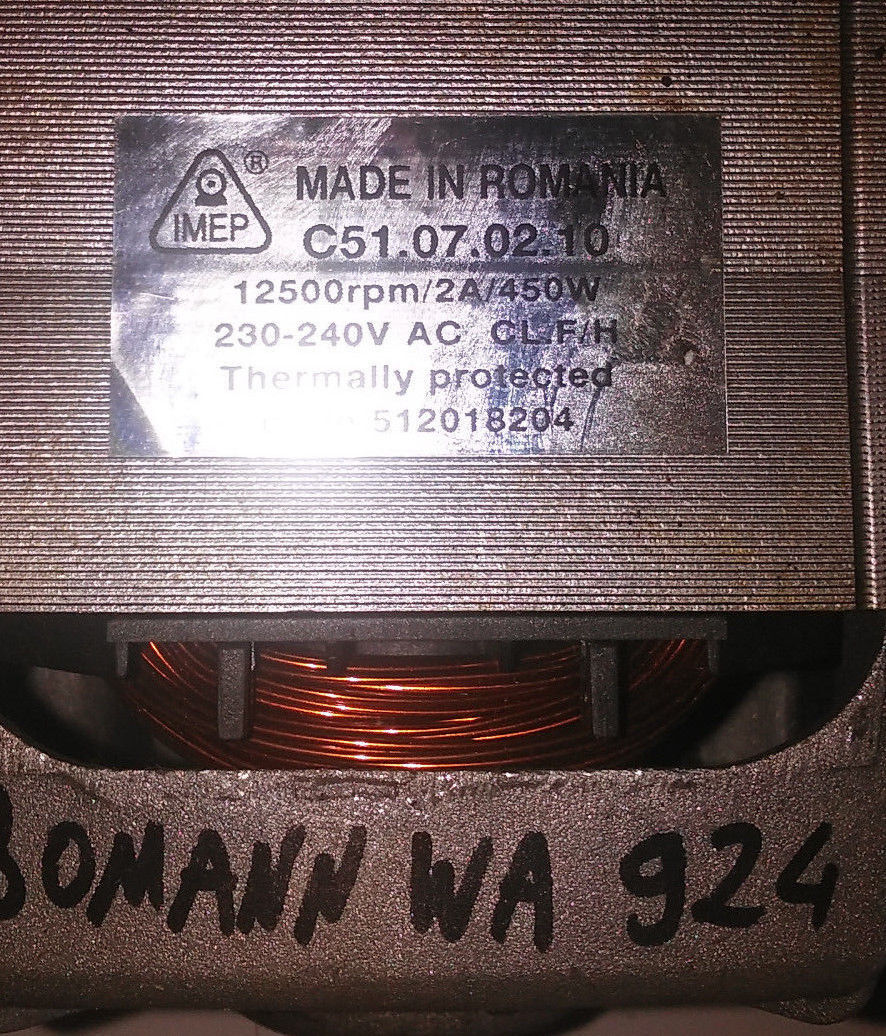 IMEP ®
MADE IN ROMANIA
C51.07.02.10
12500rpm/2A/450W
230-240V AC CL.F/H
Thermally protected
512018204
BOMANN WA 924